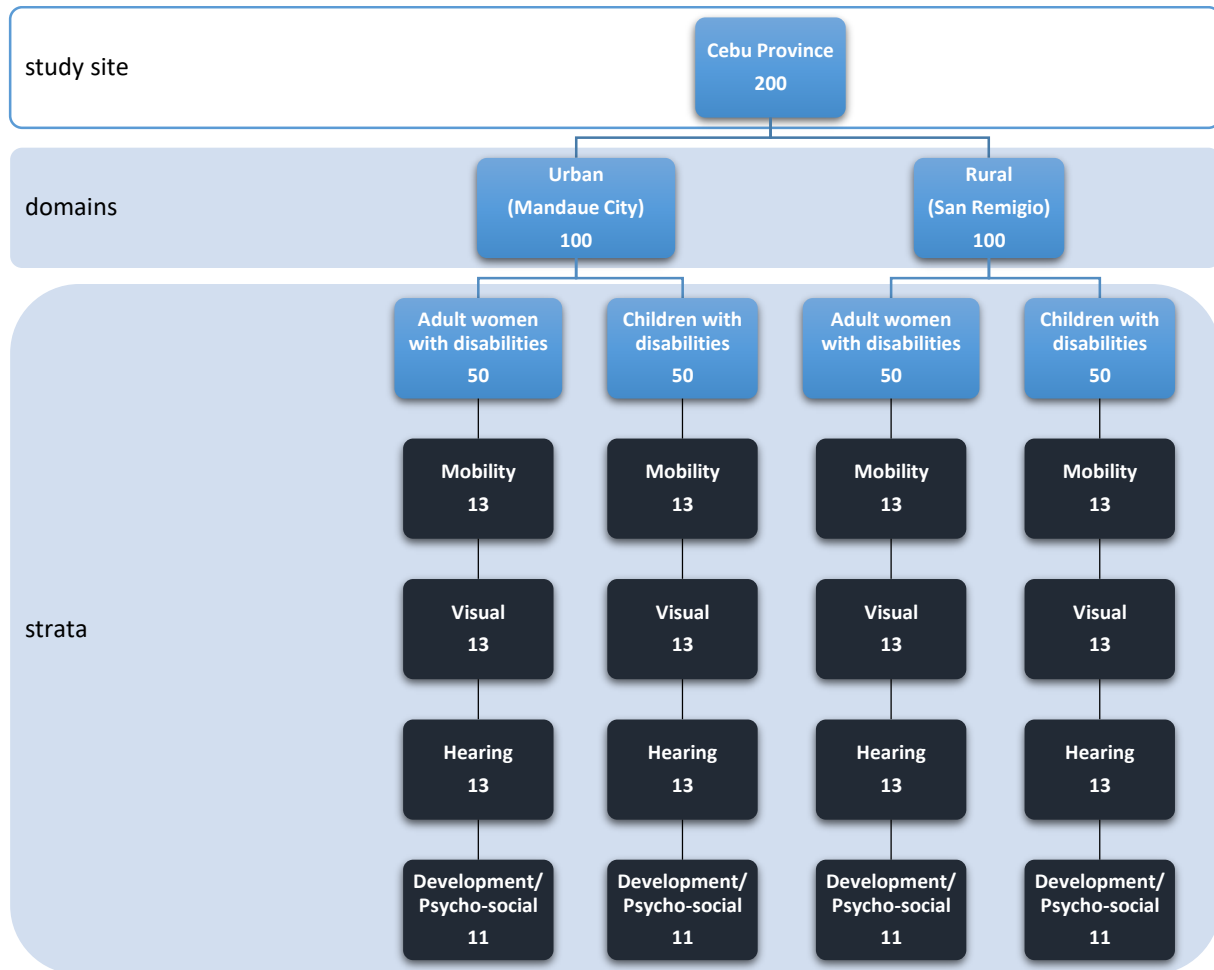 study site
Cebu Province
200
domains
Urban
(Mandaue City)
100
Rural
(San Remigio)
100
strata
Adult women
with disabilities
50
Mobility
13
Visual
13
Hearing
13
Development/
Psycho-social
11
Children with
disabilities
50
Mobility
13
Visual
13
Hearing
13
Development/
Psycho-social
11
Adult women
with disabilities
50
Mobility
13
Visual
13
Hearing
13
Development/
Psycho-social
11
Children with
disabilities
50
Mobility
13
Visual
13
Hearing
13
Development/
Psycho-social
11